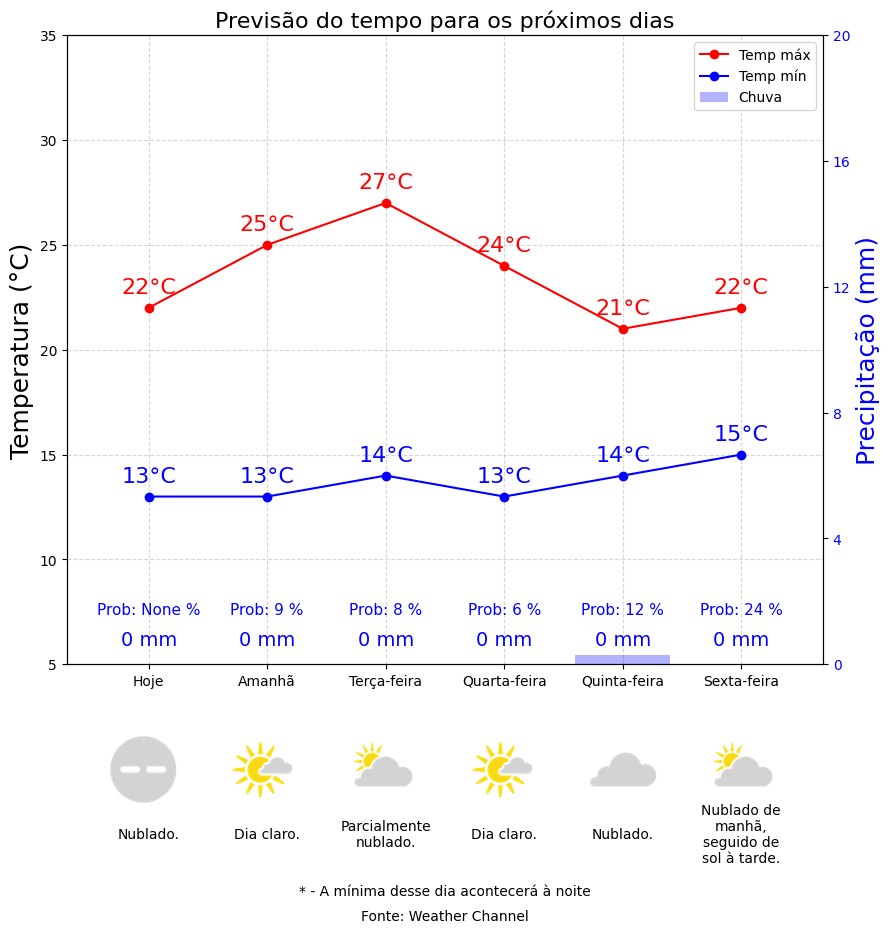 Previsão do tempo para os próximos dias
Temp máx
Temp mín
Chuva
Temperatura (°C)
Precipitação (mm)
35
30
25
20
15
10
5
20
16
12
8
4
0
22°C
25°C
27°C
24°C
21°C
22°C
13°C
13°C
14°C
13°C
14°C
15°C
Prob: None %
Prob: 9 %
Prob: 8 %
Prob: 6 %
Prob: 12 %
Prob: 24 %
0 mm
0 mm
0 mm
0 mm
0 mm
0 mm
Hoje
Amanhã
Terça-feira
Quarta-feira
Quinta-feira
Sexta-feira
Nublado.
Dia claro.
Parcialmente
nublado.
Dia claro.
Nublado.
Nublado de
manhã,
seguido de
sol à tarde.
* - A mínima desse dia acontecerá à noite
Fonte: Weather Channel